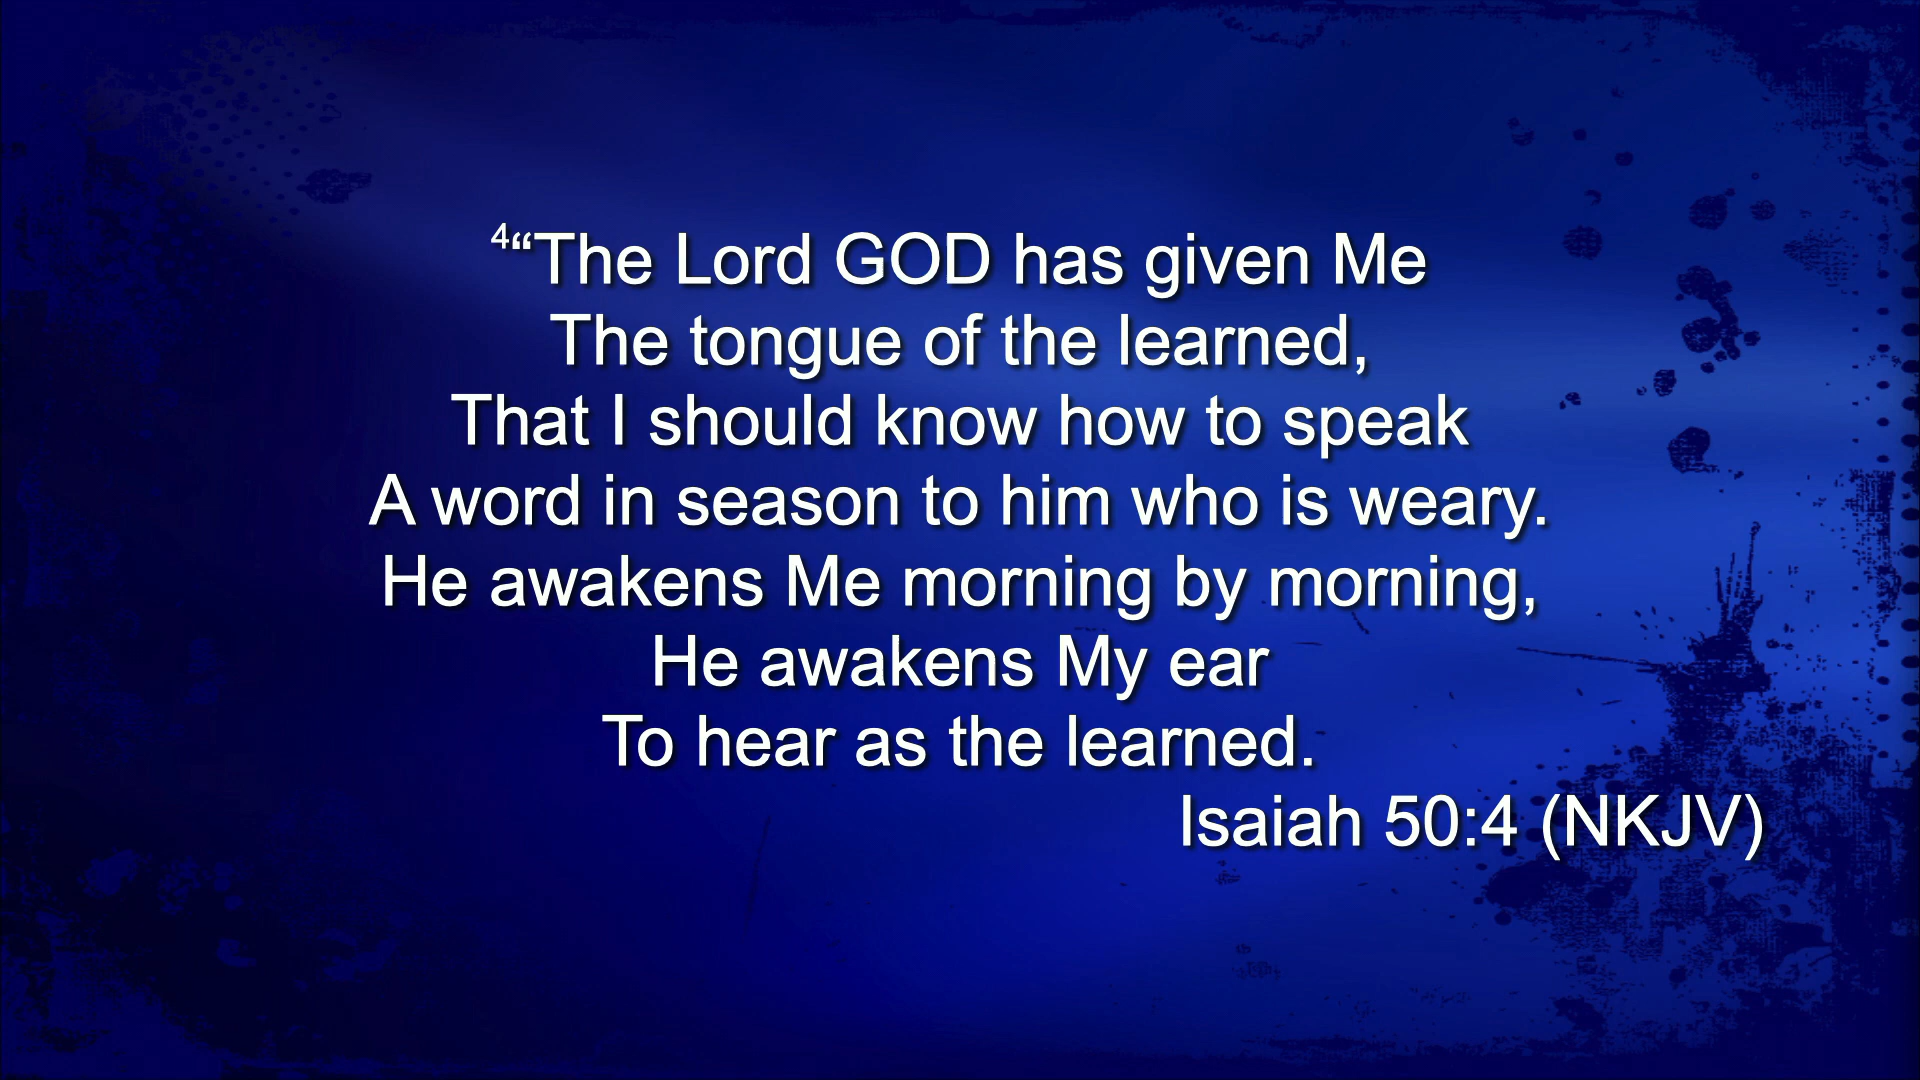 ⁴“The Lord GOD has given Me
The tongue of the learned,
That I should know how to speak
A word in season to him who is weary.
He awakens Me morning by morning,
He awakens My ear
To hear as the learned.
Isaiah 50:4 (NKJV)